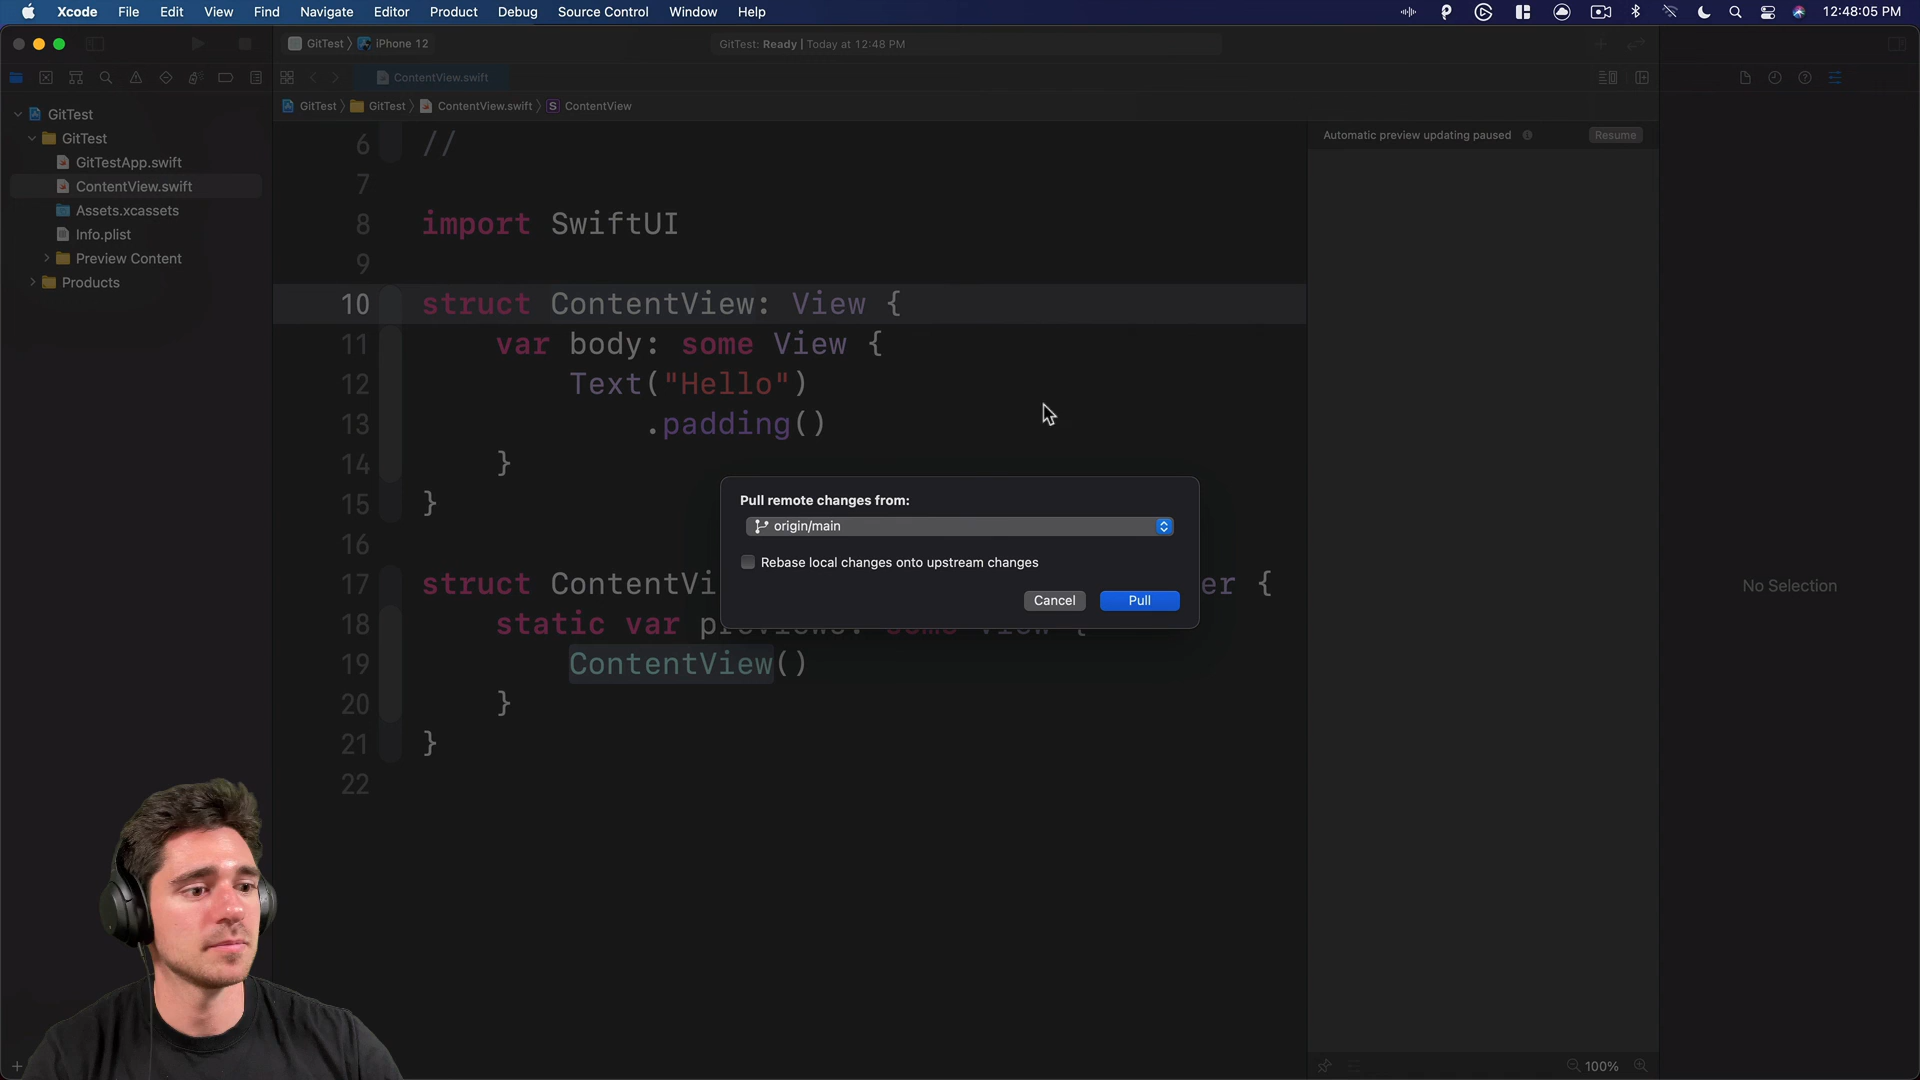 Xcode File Edit View Find Navigate Editor Product Debug Source Control Window Help 12:48:05 PM
GitTest iPhone 12 GitTest: Ready | Today at 12:48 PM
ContentView.swift
GitTest GitTest ContentView.swift S ContentView
GitTest
GitTest
GitTestApp.swift
ContentView.swift
Assets.xcassets
Info.plist
Preview Content
Products
6 //
7
8 import SwiftUI
9
10 struct ContentView: View {
11 var body: some View {
12 Text("Hello")
13 .padding()
14 }
15 }
16
17 struct ContentVi er {
18 static var previews: some View {
19 ContentView()
20 }
21 }
22
Pull remote changes from:
origin/main
Rebase local changes onto upstream changes
Cancel Pull
Automatic preview updating paused Resume
No Selection
100%